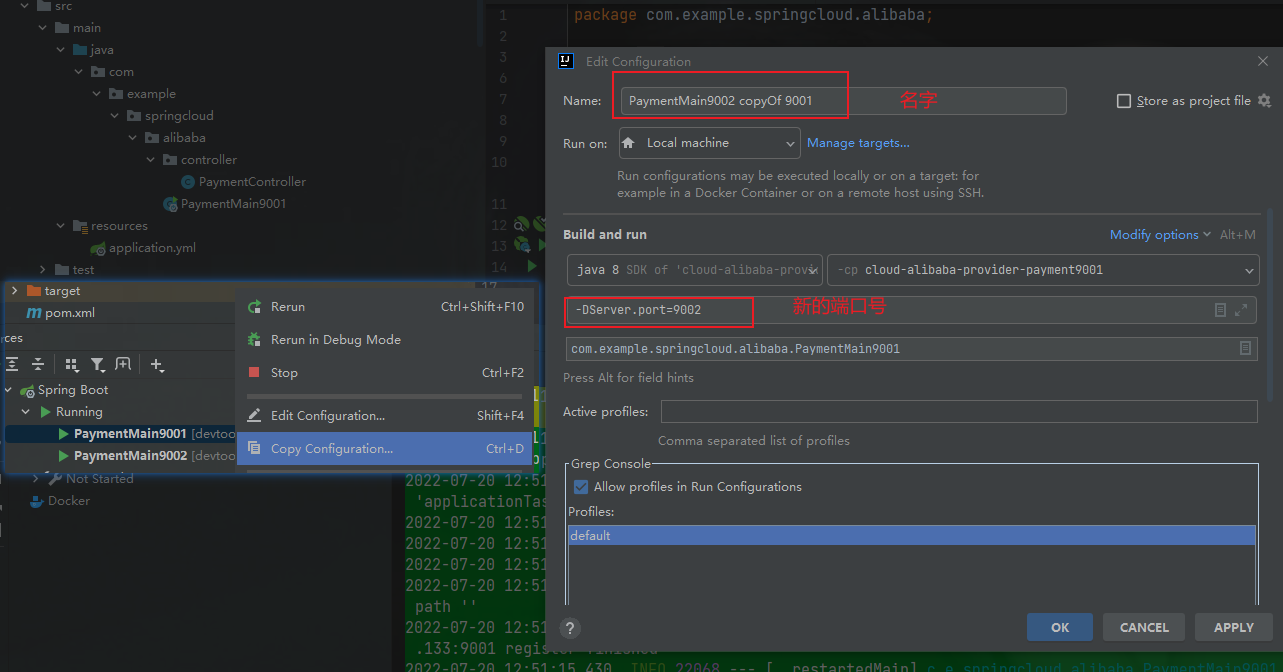 src
main
java
com
example
springcloud
alibaba
controller
PaymentController
PaymentMain9001
resources
application.yml
test
target
pom.xml
ces
Spring Boot
Running
PaymentMain9001 [devtoo
PaymentMain9002 [devtoo
Not Started
Docker
Rerun Ctrl+Shift+F10
Rerun in Debug Mode
Stop Ctrl+F2
Edit Configuration... Shift+F4
Copy Configuration... Ctrl+D
1 package com.example.springcloud.alibaba;
2
3
6
7
8
9
10
11
12
13
14
17
Edit Configuration
Name: PaymentMain9002 copyOf 9001 名字 Store as project file
Run on: Local machine Manage targets...
Run configurations may be executed locally or on a target: for
example in a Docker Container or on a remote host using SSH.
Build and run Modify options Alt+M
java 8 SDK of 'cloud-alibaba-provi -cp cloud-alibaba-provider-payment9001
-DServer.port=9002 新的端口号
com.example.springcloud.alibaba.PaymentMain9001
Press Alt for field hints
Active profiles:
Comma separated list of profiles
Grep Console
Allow profiles in Run Configurations
Profiles:
default
? OK CANCEL APPLY
2022-07-20 12:51
'applicationTas
2022-07-20 12:51
2022-07-20 12:51
2022-07-20 12:51
2022-07-20 12:51
path ''
2022-07-20 12:51
.133:9001 register finished
2022-07-20 12:51:15.430 INFO 22068 --- [ restartedMain] c.e.springcloud.alibaba.PaymentMain900